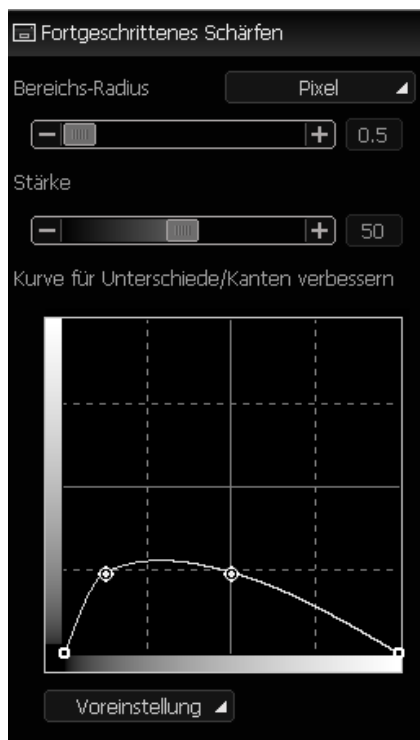 Fortgeschrittenes Schärfen
Bereichs-Radius Pixel
0.5
Stärke
50
Kurve für Unterschiede/Kanten verbessern
Voreinstellung